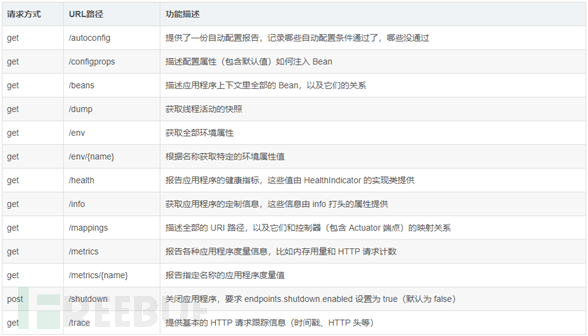 请求方式 URL路径 功能描述
get /autoconfig 提供了一份自动配置报告，记录哪些自动配置条件通过了，哪些没通过
get /configprops 描述配置属性（包含默认值）如何注入 Bean
get /beans 描述应用程序上下文里全部的 Bean，以及它们的关系
get /dump 获取线程活动的快照
get /env 获取全部环境属性
get /env/{name} 根据名称获取特定的环境属性值
get /health 报告应用程序的健康指标，这些值由 HealthIndicator 的实现类提供
get /info 获取应用程序的定制信息，这些信息由 info 打头的属性提供
get /mappings 描述全部的 URI 路径，以及它们和控制器（包含 Actuator 端点）的映射关系
get /metrics 报告各种应用程序度量信息，比如内存用量和 HTTP 请求计数
get /metrics/{name} 报告指定名称的应用程序度量值
post /shutdown 关闭应用程序，要求 endpoints.shutdown.enabled 设置为 true（默认为 false）
get /trace 提供基本的 HTTP 请求跟踪信息（时间戳、HTTP 头等）
FREEBUF